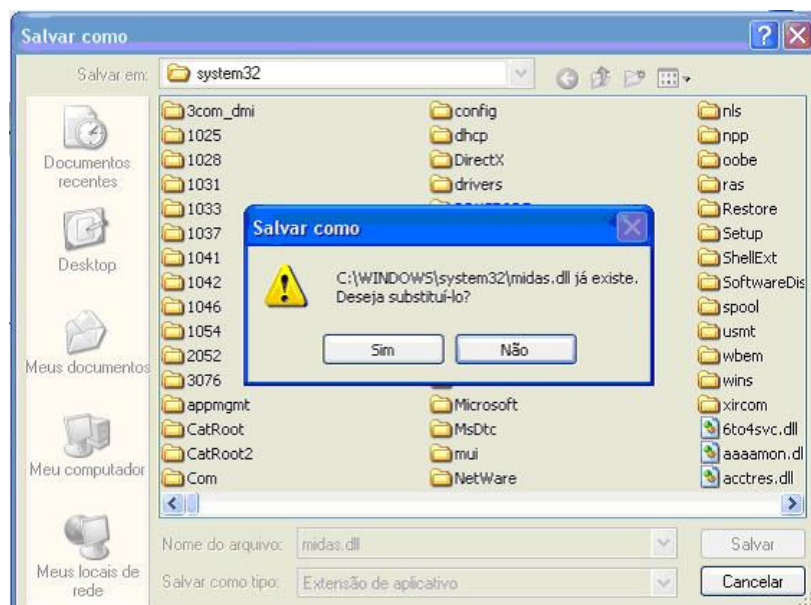 Salvar como
Salvar em: system32
3com_dmi config nls
1025 dhcp npp
1028 DirectX oobe
Documentos recentes
1031 drivers ras
1033 Restore
1037 Setup
Desktop
1041 ShellExt
1042 SoftwareDis
1046 spool
1054 usmt
2052 wbem
Meus documentos
3076 wins
appmgmt Microsoft xircom
CatRoot MsDtc 6to4svc.dll
CatRoot2 mui aaaamon.dl
Meu computador
Com NetWare acctres.dll
Salvar como
C:\WINDOWS\system32\midas.dll já existe.
Deseja substituí-lo?
Sim Não
Nome do arquivo: midas.dll Salvar
Meus locais de rede
Salvar como tipo: Extensão de aplicativo Cancelar